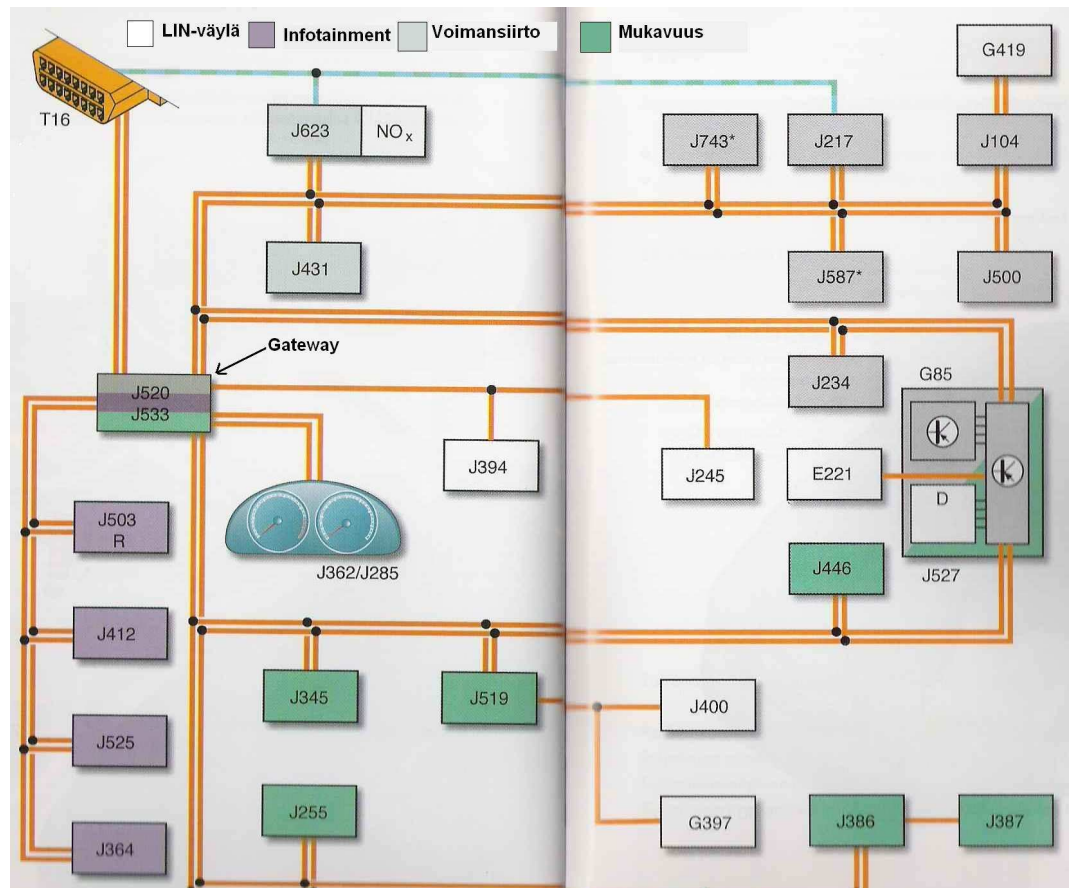 LIN-väylä
Infotainment
Voimansiirto
Mukavuus
T16
G419
J623
NOx
J743*
J217
J104
J431
J587*
J500
Gateway
J520
J533
J234
G85
J394
J245
E221
D
J503
R
J362/J285
J446
J527
J412
J345
J519
J400
J525
J255
G397
J386
J387
J364